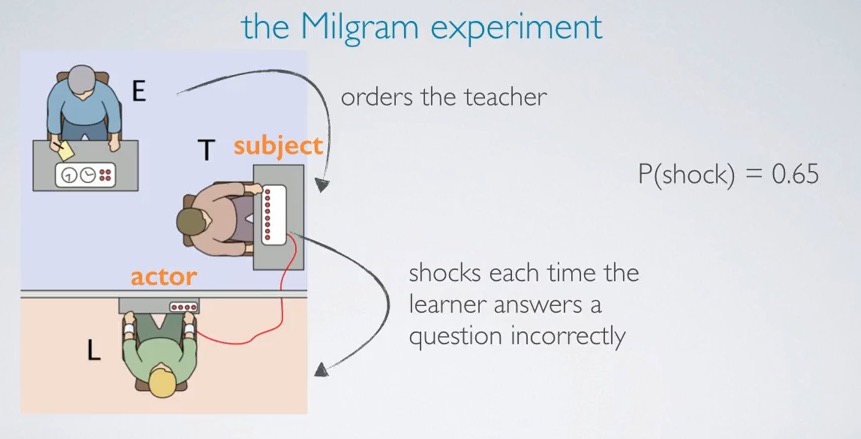 the Milgram experiment
E
orders the teacher
T subject
P(shock) = 0.65
actor
shocks each time the
learner answers a
question incorrectly
L